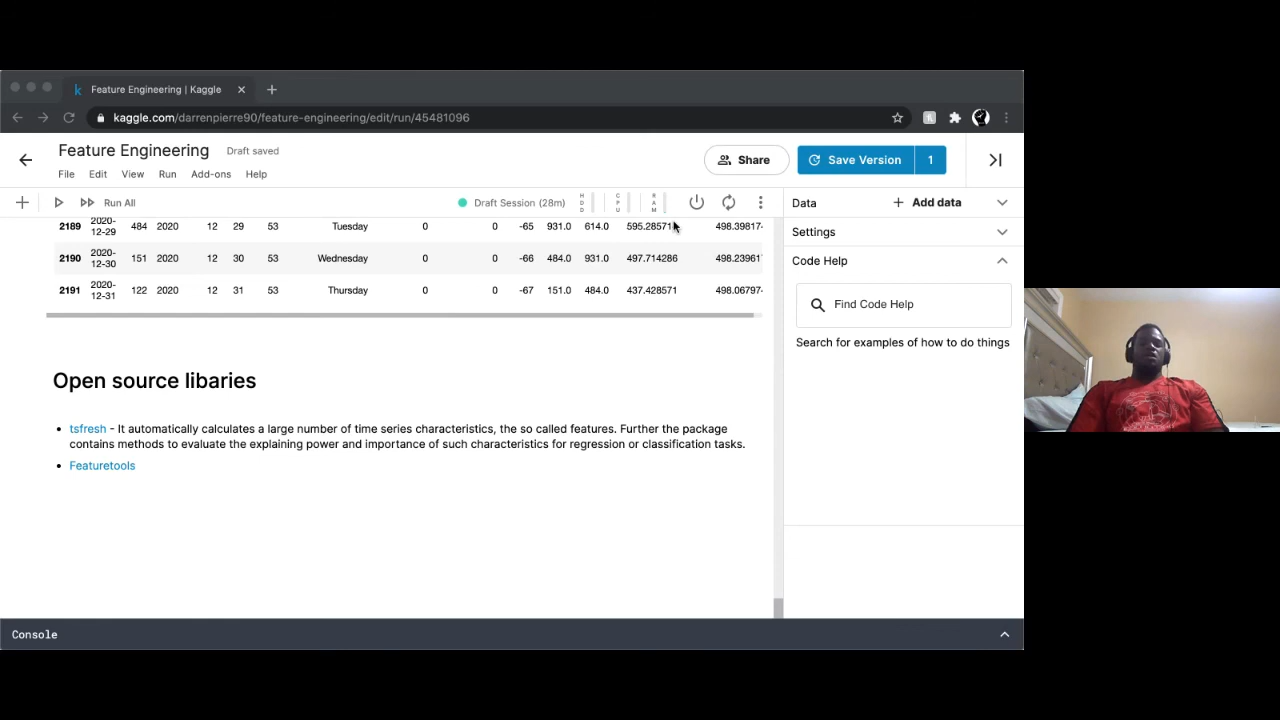 Feature Engineering | Kaggle
kaggle.com/darrenpierre90/feature-engineering/edit/run/45481096
Feature Engineering Draft saved
File Edit View Run Add-ons Help
Share
Save Version 1
Run All
Draft Session (28m)
HDD
CPU
RAM
Data
Add data
Settings
Code Help
Find Code Help
Search for examples of how to do things
2189 2020-12-29 484 2020 12 29 53 Tuesday 0 0 -65 931.0 614.0 498.39817
2190 2020-12-30 151 2020 12 30 53 Wednesday 0 0 -66 484.0 931.0 497.714286 498.23961
2191 2020-12-31 122 2020 12 31 53 Thursday 0 0 -67 151.0 484.0 437.428571 498.06797
Open source libaries
• tsfresh - It automatically calculates a large number of time series characteristics, the so called features. Further the package
contains methods to evaluate the explaining power and importance of such characteristics for regression or classification tasks.
• Featuretools
Console